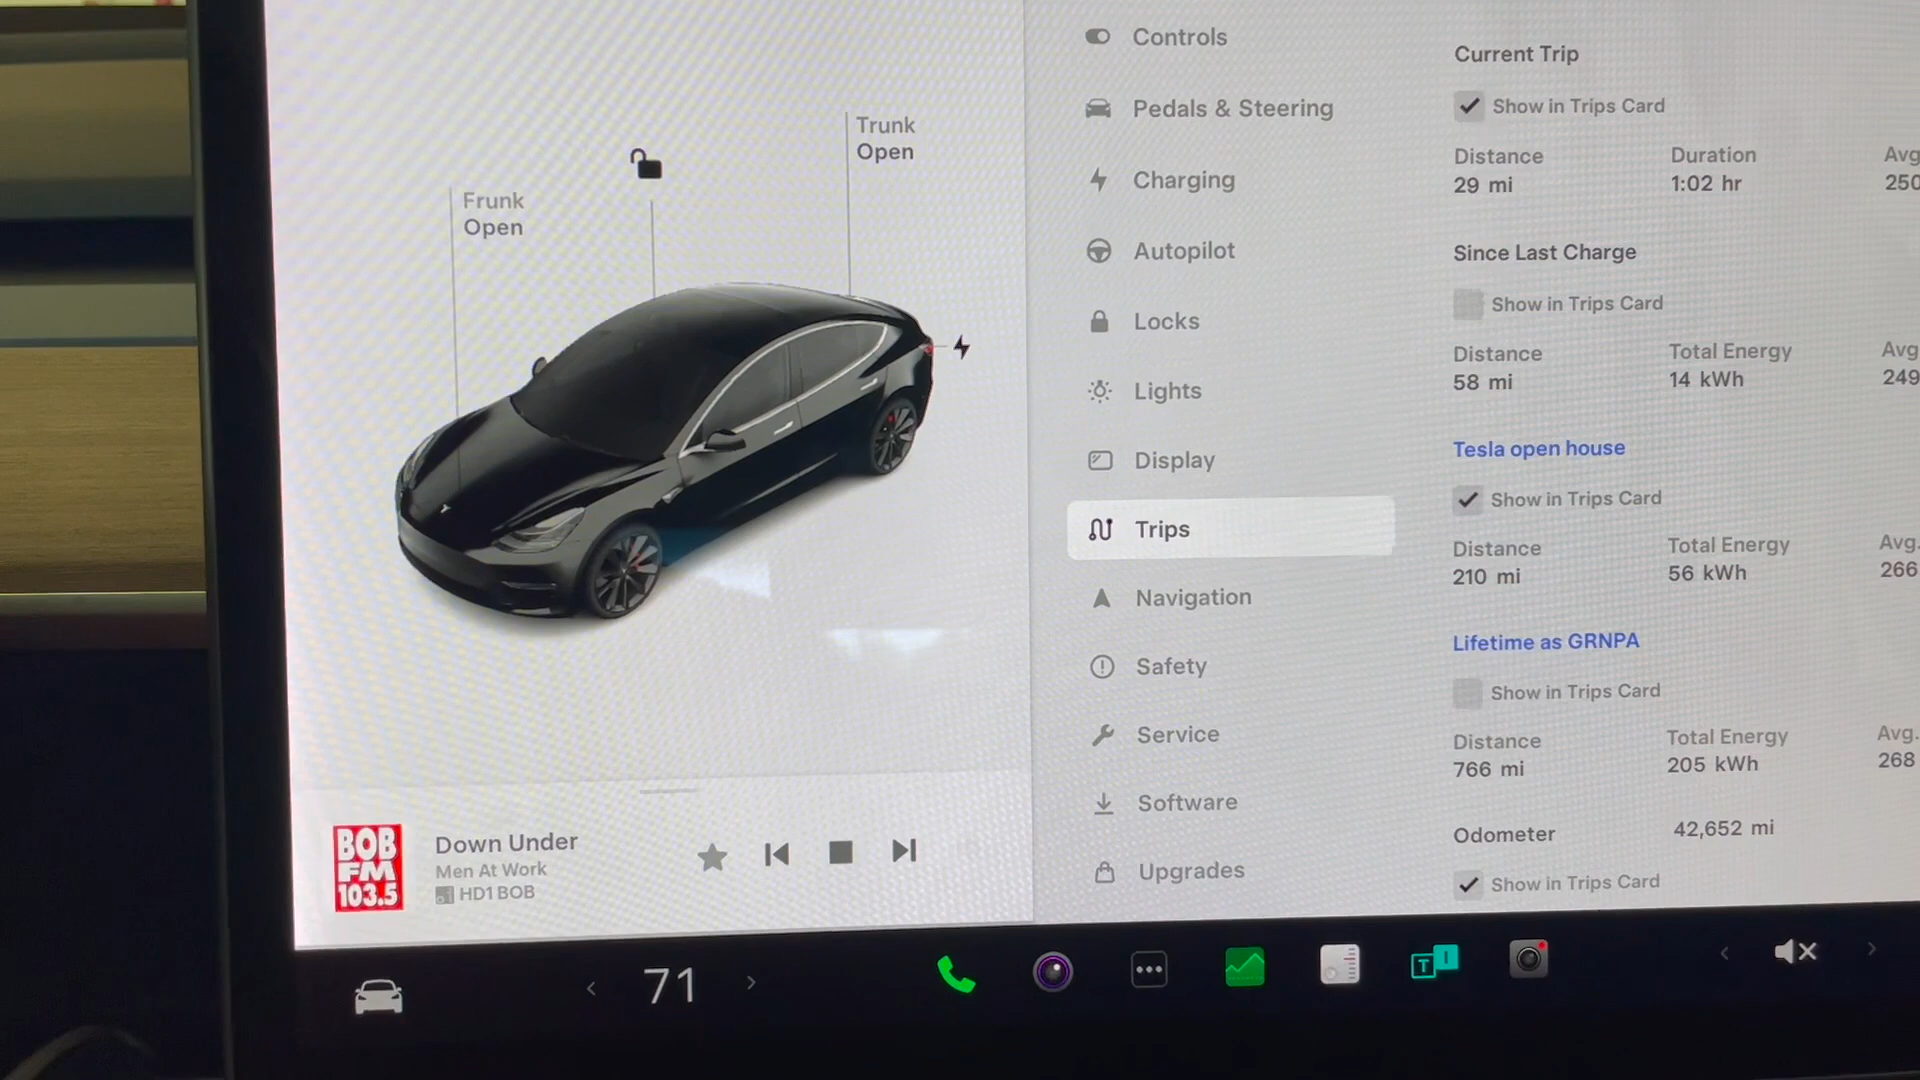 Frunk
Open
Trunk
Open
BOB
FM
103.5
Down Under
Men At Work
HD1 BOB
Controls
Pedals & Steering
Charging
Autopilot
Locks
Lights
Display
Trips
Navigation
Safety
Service
Software
Upgrades
Current Trip
Show in Trips Card
Distance Duration Avg
29 mi 1:02 hr 250
Since Last Charge
Show in Trips Card
Distance Total Energy Avg
58 mi 14 kWh 249
Tesla open house
Show in Trips Card
Distance Total Energy Avg.
210 mi 56 kWh 266
Lifetime as GRNPA
Show in Trips Card
Distance Total Energy Avg.
766 mi 205 kWh 268
Odometer 42,652 mi
Show in Trips Card
71
T I